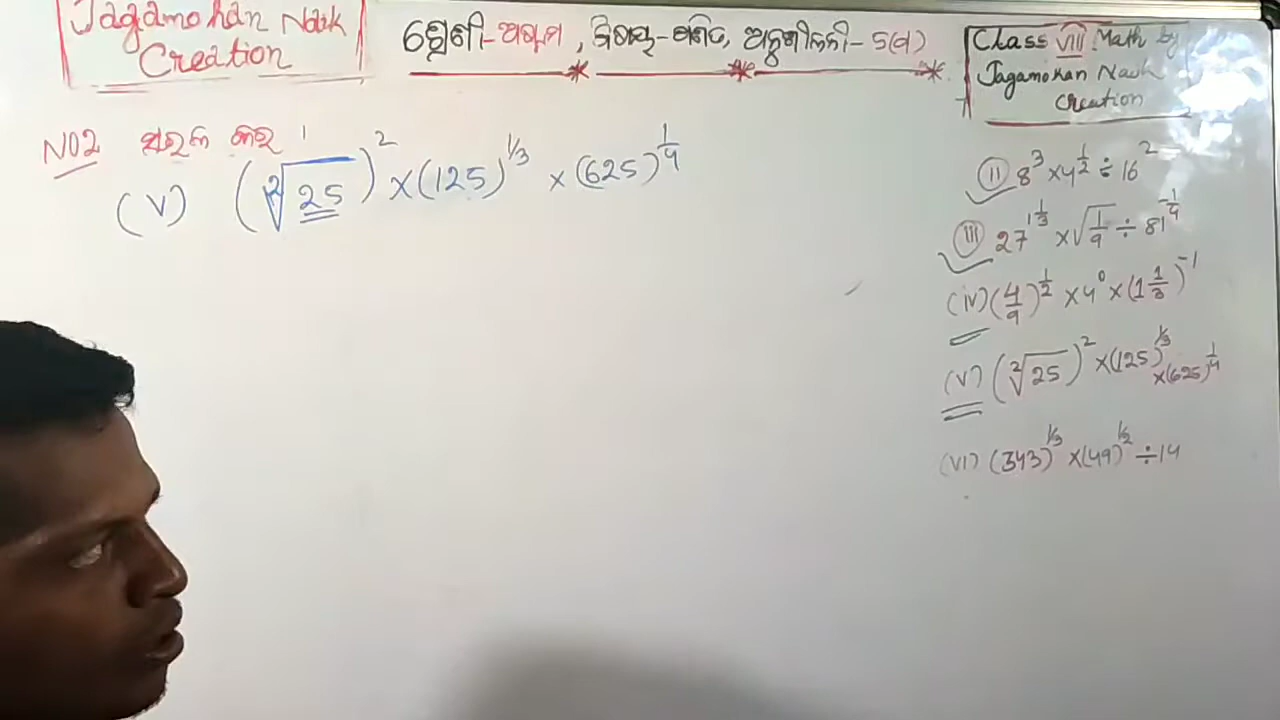 Jagamohan Nauk
Creation
ଶ୍ରେଣୀ-ଅଷ୍ଟମ, ବିଷୟ-ଗଣିତ, ଅନୁଶୀଳନୀ-5(a)
Class VIII Math by
Jagamohan Nauk
Creation
NO2 ସରଳ କର
(V) (²√25)² × (125)^1/3 × (625)^1/4
(II) 8³ × 4^1/2 ÷ 16²
(III) 27^1 1/3 × √1/9 ÷ 81^-1/4
(iv) (4/9)^1/2 × 4⁰ × (1 1/3)^-1
(V) (²√25)² × (125)^1/3
× (625)^1/4
(VI) (343)^1/3 × (49)^1/2 ÷ 14